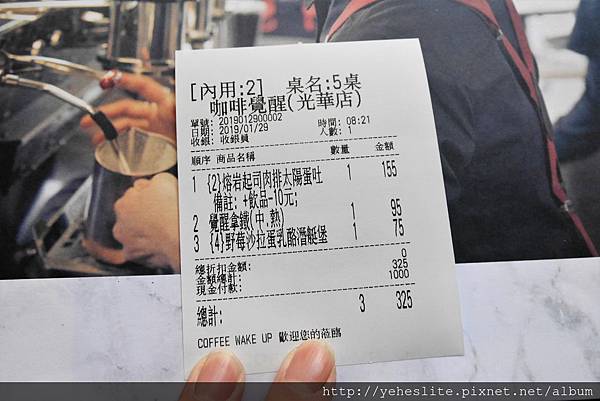 [內用:2] 桌名:5桌
咖啡覺醒(光華店)
單號: 2019012900002
日期: 2019/01/29 時間: 08:21
收銀: 收銀員 人數: 1
順序 商品名稱 數量 金額
1 {2}熔岩起司肉排太陽蛋吐 1 155
備註: +飲品-10元;
2 覺醒拿鐵(中,熱) 1 95
3 {4}野莓沙拉蛋乳酪潛艇堡 1 75
總折扣金額: 0
金額總計: 325
現金付款: 1000
總計: 3 325
COFFEE WAKE UP 歡迎您的蒞臨
http://yeheslite.pixnet.net/album